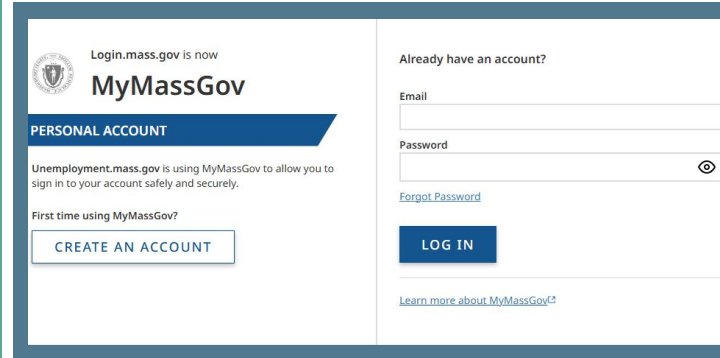 Login.mass.gov is now
MyMassGov
PERSONAL ACCOUNT
Unemployment.mass.gov is using MyMassGov to allow you to
sign in to your account safely and securely.
First time using MyMassGov?
CREATE AN ACCOUNT
Already have an account?
Email
Password
Forgot Password
LOG IN
Learn more about MyMassGov